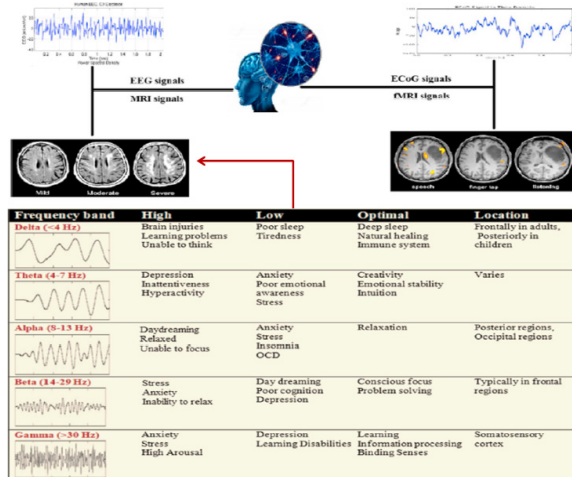 EEG signals
MRI signals
ECoG signals
fMRI signals
Mild Moderate Severe
speech finger tap listening
Frequency band High Low Optimal Location
Delta (<4 Hz) Brain injuries Poor sleep Deep sleep Frontally in adults,
Learning problems Tiredness Natural healing Posteriorly in
Unable to think Immune system children
Theta (4-7 Hz) Depression Anxiety Creativity Varies
Inattentiveness Poor emotional Emotional stability
Hyperactivity awareness Intuition
Stress
Alpha (8-13 Hz) Daydreaming Anxiety Relaxation Posterior regions,
Relaxed Stress Occipital regions
Unable to focus Insomnia
OCD
Beta (14-29 Hz) Stress Day dreaming Conscious focus Typically in frontal
Anxiety Poor cognition Problem solving regions
Inability to relax Depression
Gamma (>30 Hz) Anxiety Depression Learning Somatosensory
Stress Learning Disabilities Information processing cortex
High Arousal Binding Senses